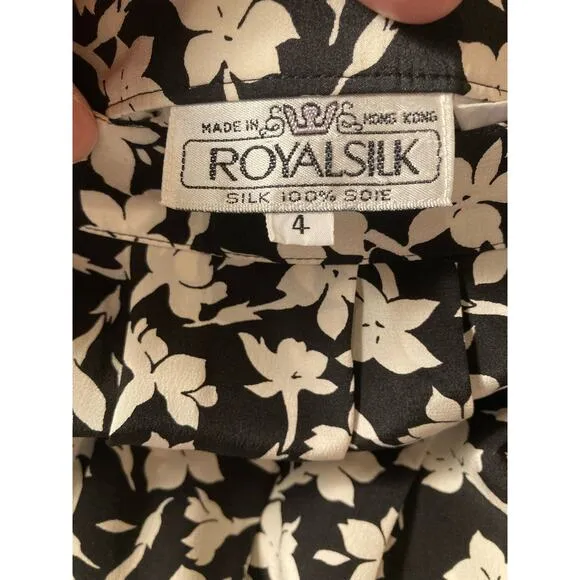 MADE IN HONG KONG
ROYALSILK
SILK 100% SOIE
4